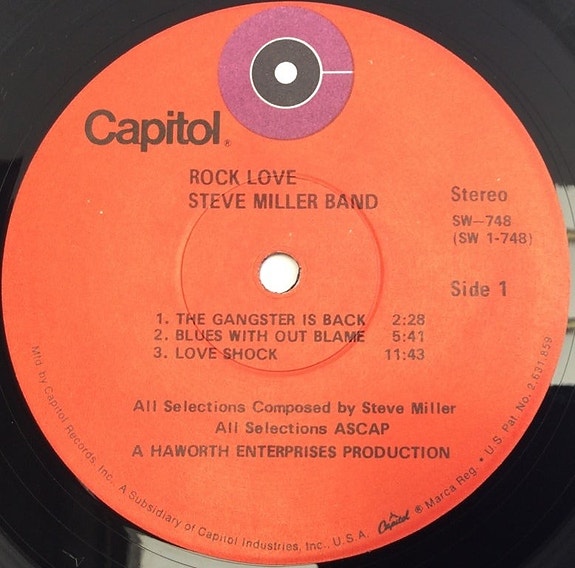 Capitol®
ROCK LOVE
STEVE MILLER BAND
Stereo
SW-748
(SW 1-748)
Side 1
1. THE GANGSTER IS BACK 2:28
2. BLUES WITH OUT BLAME 5:41
3. LOVE SHOCK 11:43
All Selections Composed by Steve Miller
All Selections ASCAP
A HAWORTH ENTERPRISES PRODUCTION
Mfd. by Capitol Records, Inc. A Subsidiary of Capitol Industries, Inc., U.S.A. Capitol ® Marca Reg. • U.S. Pat. No. 2,631,859